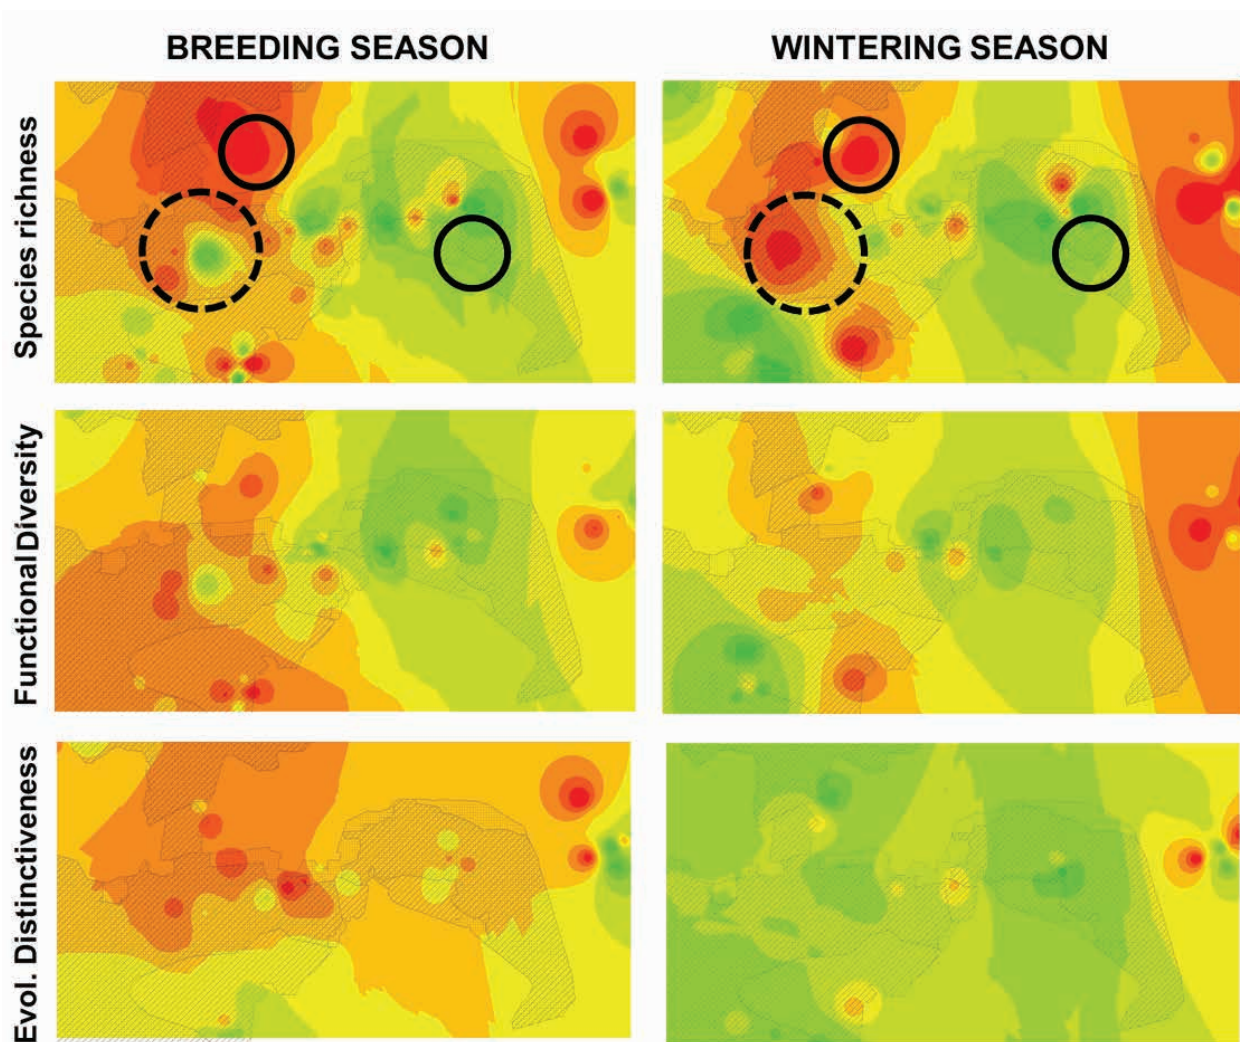 BREEDING SEASON
WINTERING SEASON
Species richness
Functional Diversity
Evol. Distinctiveness